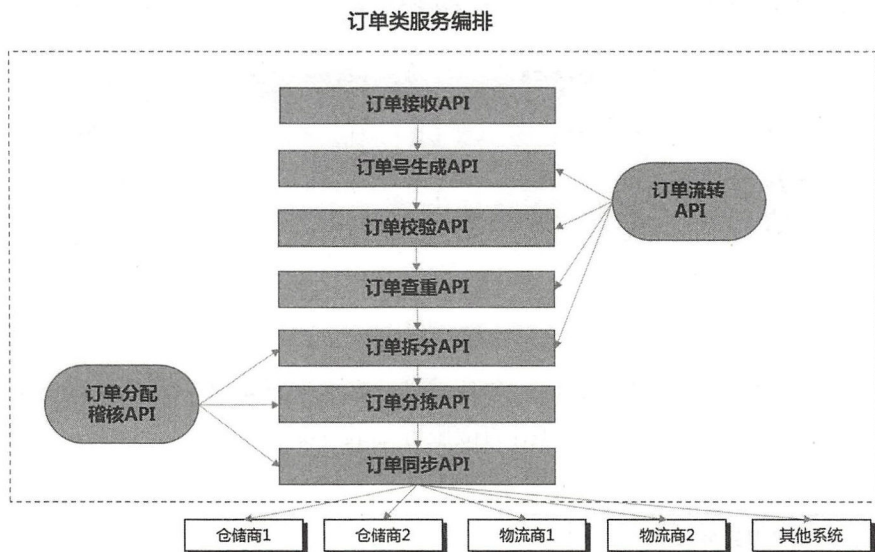 订单类服务编排
订单接收API
订单号生成API
订单流转
API
订单校验API
订单查重API
订单拆分API
订单分配
稽核API
订单分拣API
订单同步API
仓储商1
仓储商2
物流商1
物流商2
其他系统